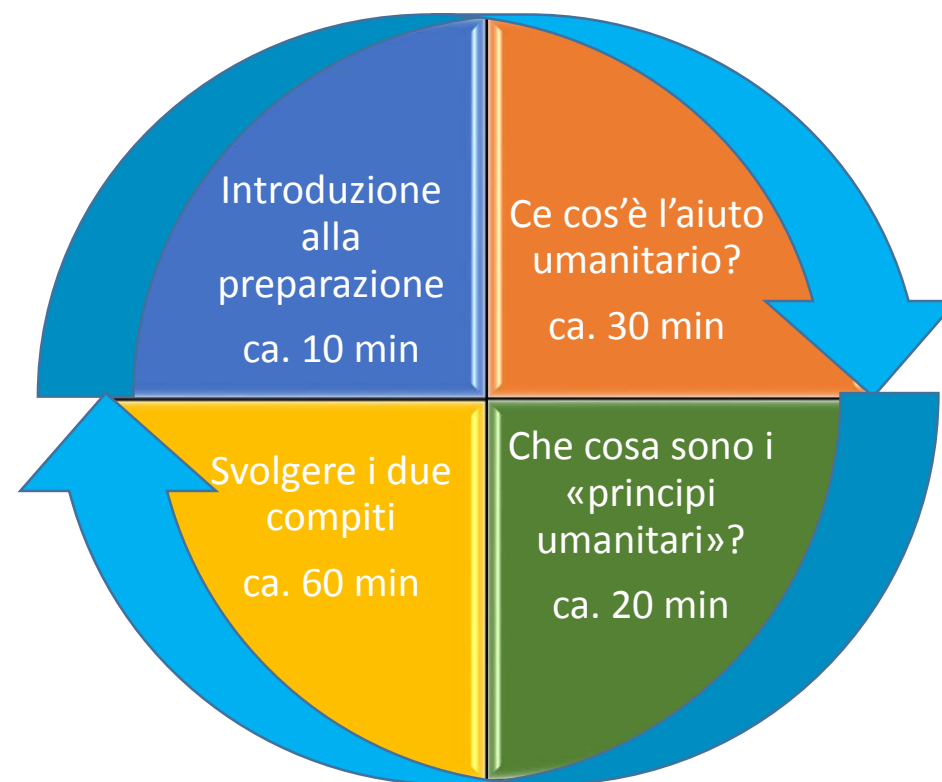 Introduzione
alla
preparazione
ca. 10 min
Ce cos'è l'aiuto
umanitario?
ca. 30 min
Che cosa sono i
«principi
umanitari»?
ca. 20 min
Svolgere i due
compiti
ca. 60 min